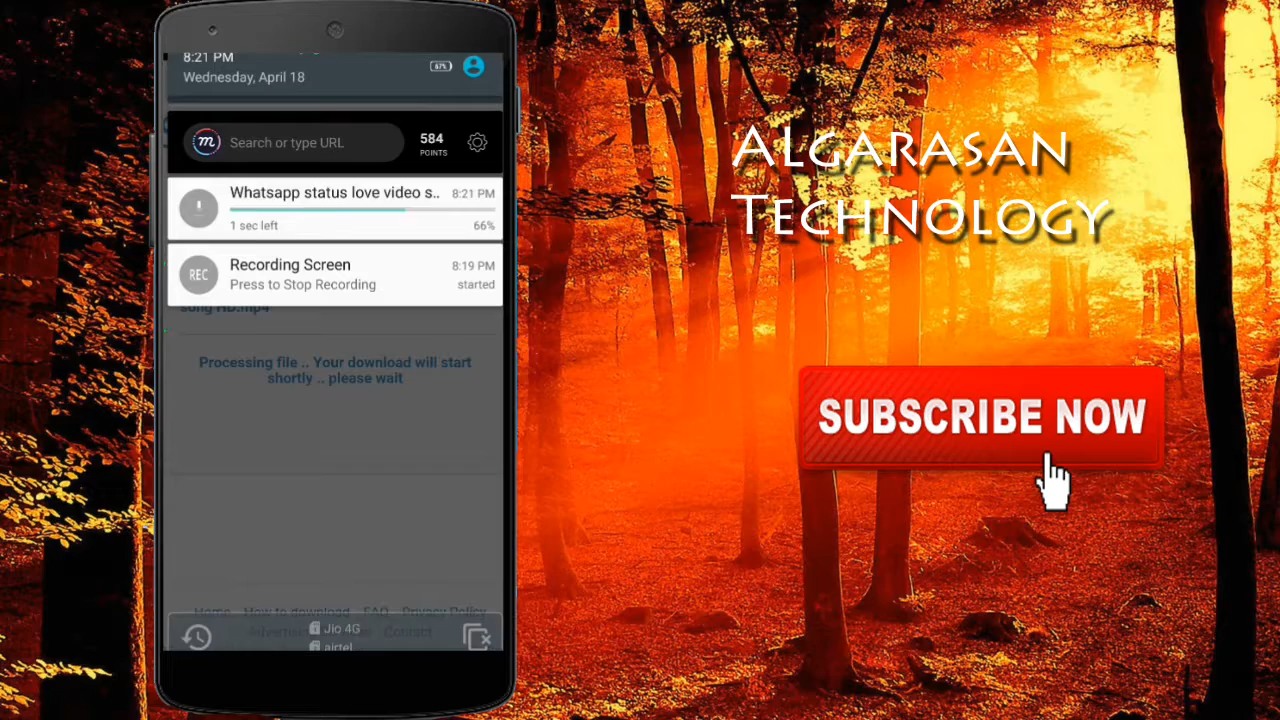 8:21 PM
67%
Wednesday, April 18
m
Search or type URL
584
POINTS
Whatsapp status love video s..
8:21 PM
1 sec left
66%
REC
Recording Screen
8:19 PM
Press to Stop Recording
started
song HD.mp4
Processing file .. Your download will start
shortly .. please wait
Home How to download FAQ Privacy Policy
Contact
Jio 4G
airtel
Algarasan
Technology
SUBSCRIBE NOW